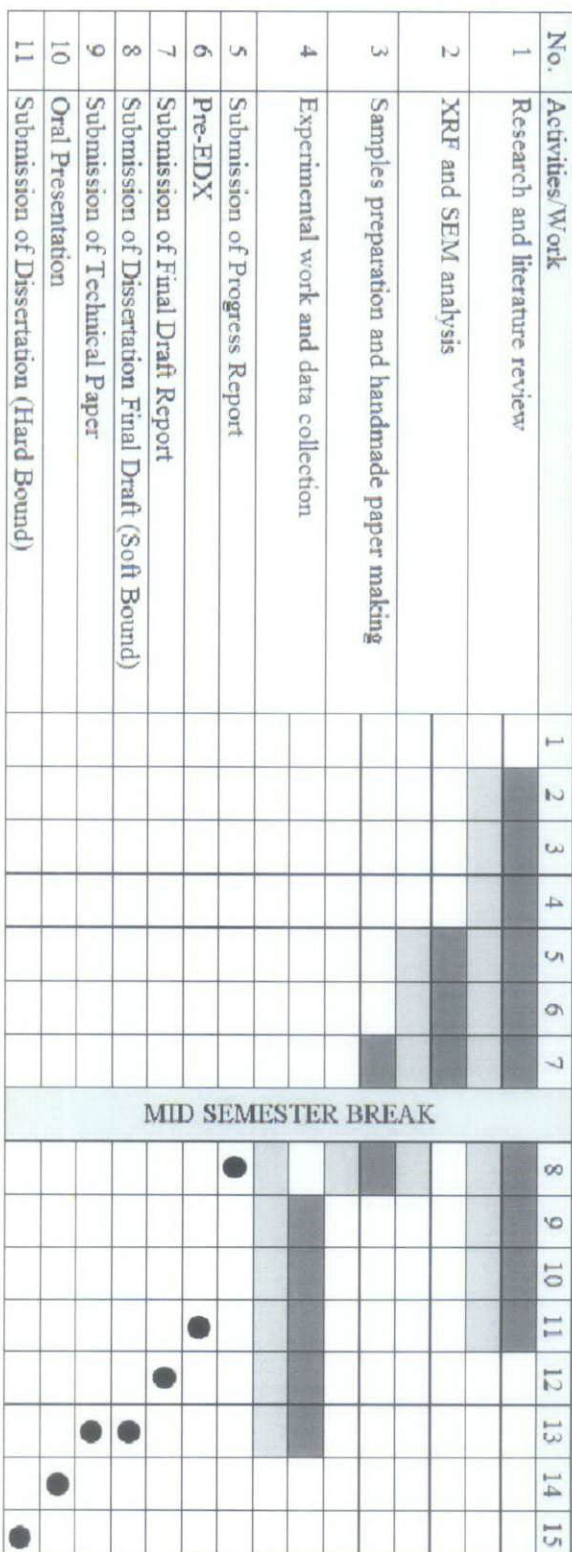 No. Activities/Work 1 2 3 4 5 6 7 8 9 10 11 12 13 14 15
1 Research and literature review
2 XRF and SEM analysis
3 Samples preparation and handmade paper making
4 Experimental work and data collection
5 Submission of Progress Report
6 Pre-EDX
7 Submission of Final Draft Report
8 Submission of Dissertation Final Draft (Soft Bound)
9 Submission of Technical Paper
10 Oral Presentation
11 Submission of Dissertation (Hard Bound)
MID SEMESTER BREAK